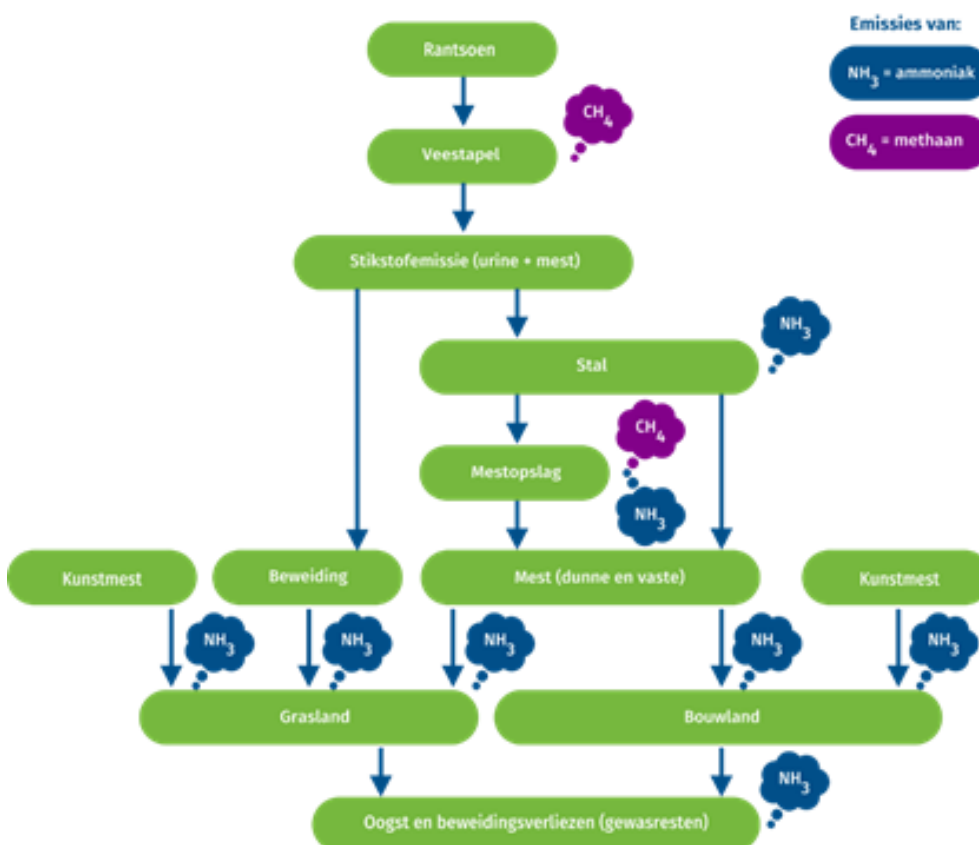 Emissies van:
Rantsoen
NH3 = ammoniak
CH4
CH4 = methaan
Veestapel
Stikstofemissie (urine + mest)
NH3
Stal
CH4
Mestopslag
NH3
Kunstmest
Beweiding
Mest (dunne en vaste)
Kunstmest
NH3
NH3
NH3
NH3
NH3
Grasland
Bouwland
NH3
Oogst en beweidingsverliezen (gewasresten)